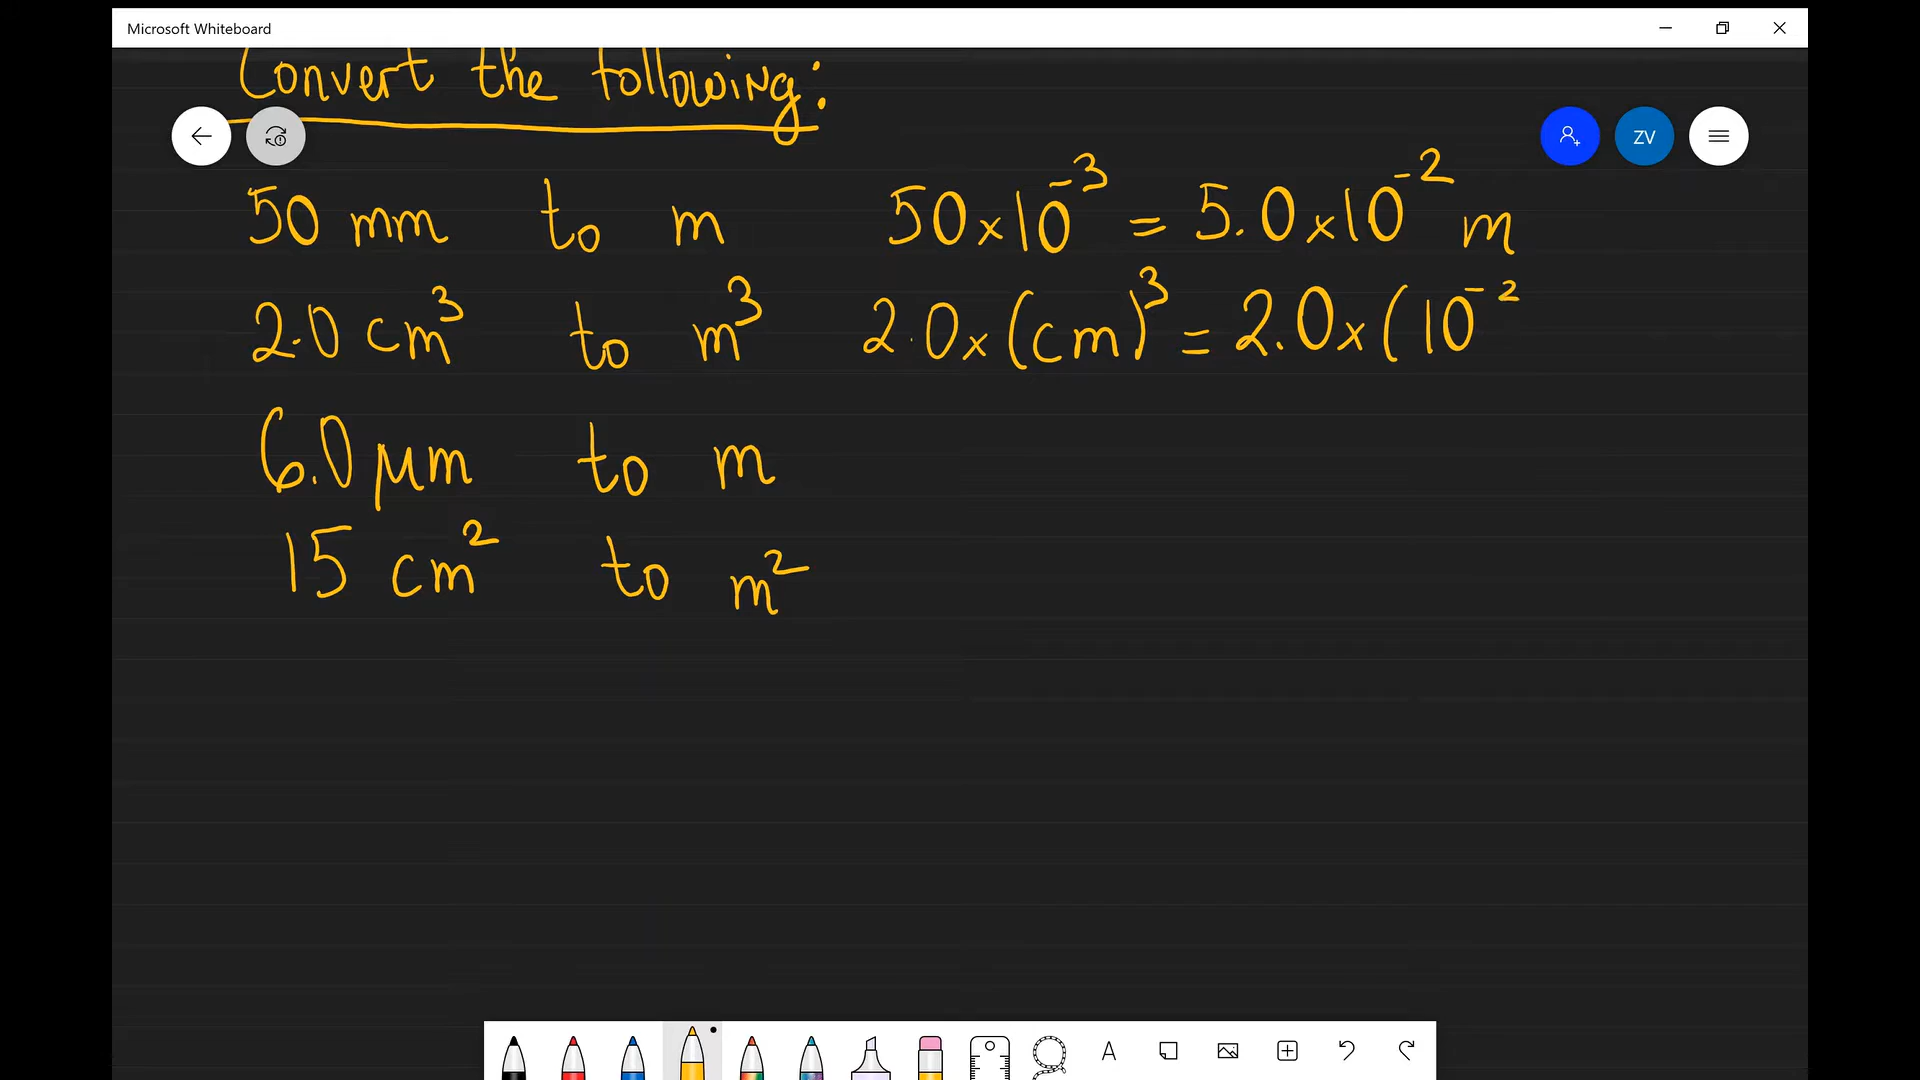 Microsoft Whiteboard
Convert the following:
ZV
50 mm to m 50×10⁻³ = 5.0×10⁻² m
2.0 cm³ to m³ 2.0×(cm)³ = 2.0×(10⁻²
6.0 μm to m
15 cm² to m²
A